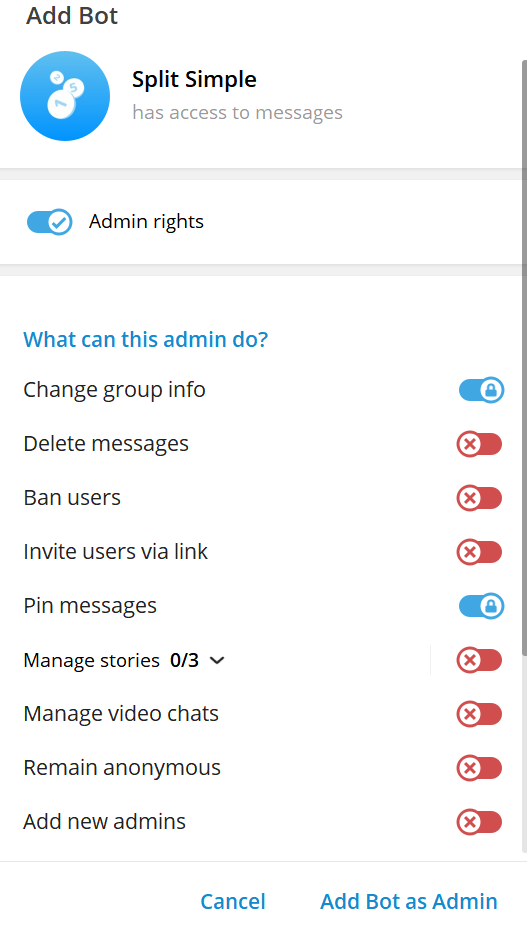 Add Bot
Split Simple
has access to messages
Admin rights
What can this admin do?
Change group info
Delete messages
Ban users
Invite users via link
Pin messages
Manage stories 0/3
Manage video chats
Remain anonymous
Add new admins
Cancel Add Bot as Admin